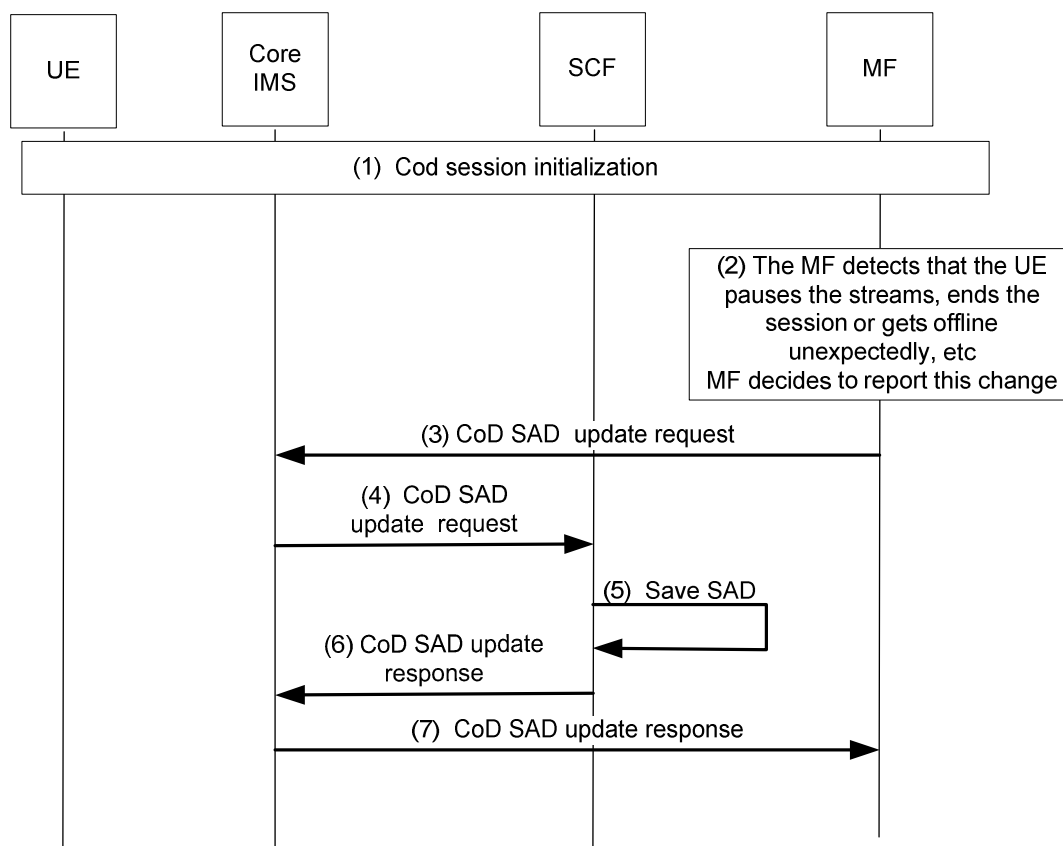 UE
Core
IMS
SCF
MF
(1) Cod session initialization
(2) The MF detects that the UE
pauses the streams, ends the
session or gets offline
unexpectedly, etc
MF decides to report this change
(3) CoD SAD update request
(4) CoD SAD
update request
(5) Save SAD
(6) CoD SAD update
response
(7) CoD SAD update response